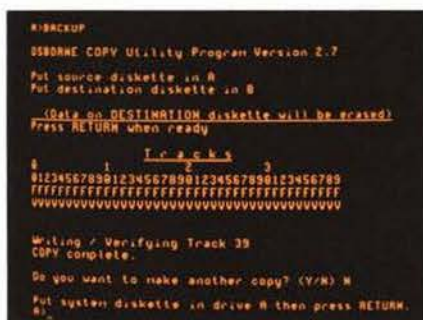 A>BACKUP
OSBORNE COPY Utility Program Version 2.7
Put source diskette in A
Put destination diskette in B
(Data on DESTINATION diskette will be erased)
Press RETURN when ready
T r a c k s
0 1 2 3
0123456789012345678901234567890123456789
FFFFFFFFFFFFFFFFFFFFFFFFFFFFFFFFFFFFFFFF
VVVVVVVVVVVVVVVVVVVVVVVVVVVVVVVVVVVVVVVV
Writing / Verifying Track 39
COPY complete.
Do you want to make another copy? (Y/N) N
Put system diskette in drive A then press RETURN.
A>_